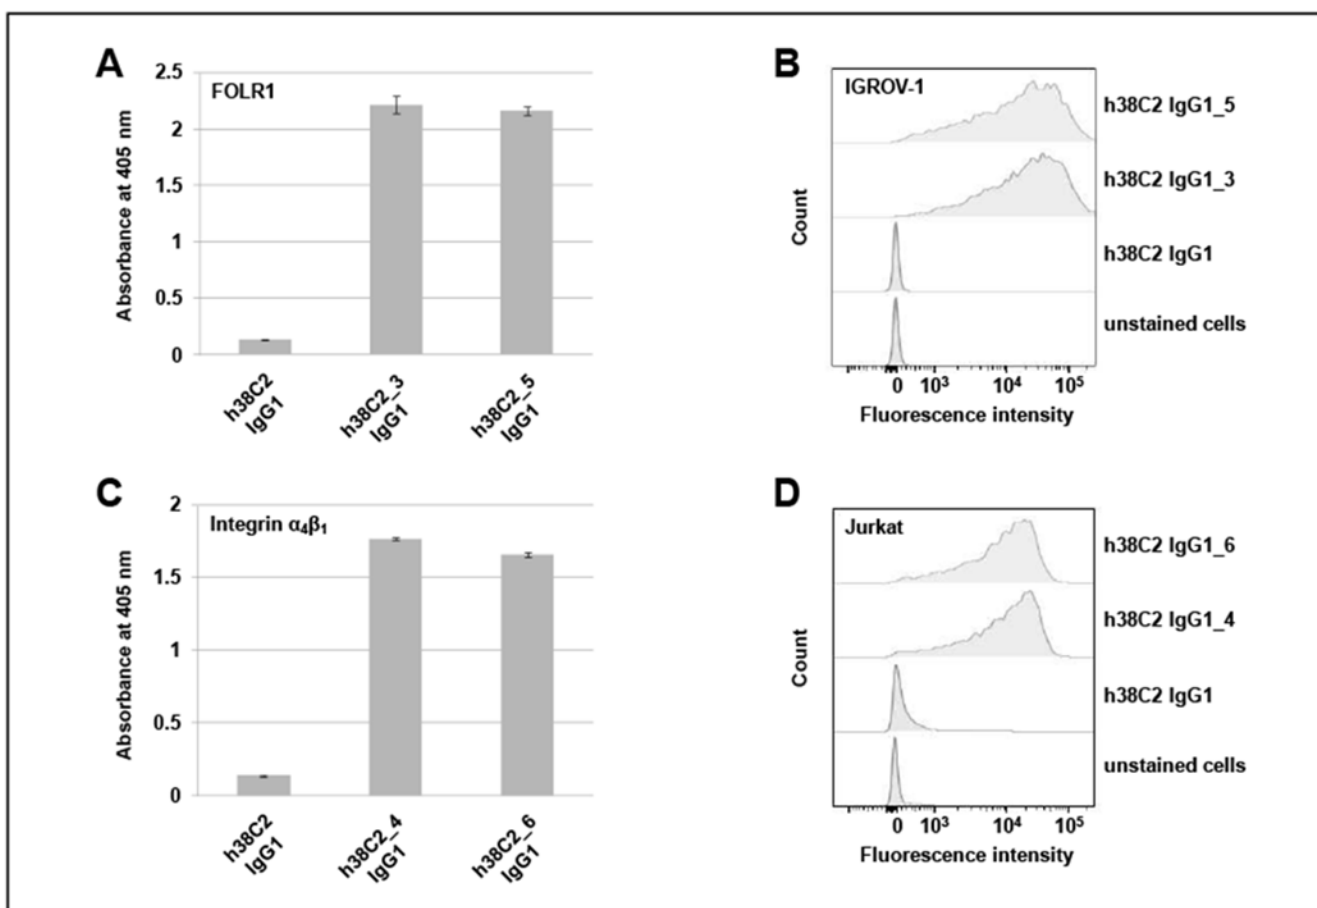 A
FOLR1
Absorbance at 405 nm
2.5
2
1.5
1
0.5
0
h38C2
IgG1
h38C2_3
IgG1
h38C2_5
IgG1
B
IGROV-1
Count
h38C2 IgG1_5
h38C2 IgG1_3
h38C2 IgG1
unstained cells
0 10³ 10⁴ 10⁵
Fluorescence intensity
C
Integrin α₄β₁
Absorbance at 405 nm
2
1.5
1
0.5
0
h38C2
IgG1
h38C2_4
IgG1
h38C2_6
IgG1
D
Jurkat
Count
h38C2 IgG1_6
h38C2 IgG1_4
h38C2 IgG1
unstained cells
0 10³ 10⁴ 10⁵
Fluorescence intensity